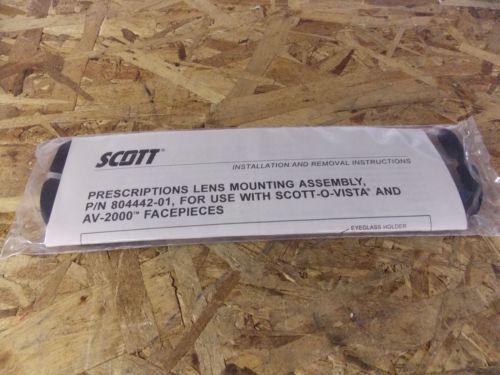 SCOTT®
INSTALLATION AND REMOVAL INSTRUCTIONS
PRESCRIPTIONS LENS MOUNTING ASSEMBLY,
P/N 804442-01, FOR USE WITH SCOTT-O-VISTA® AND
AV-2000™ FACEPIECES
EYEGLASS HOLDER